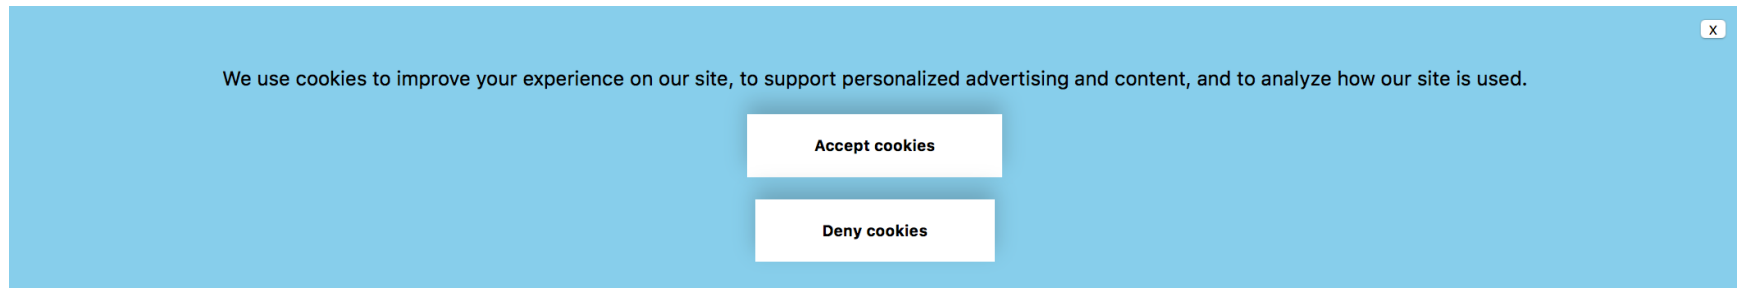 X
We use cookies to improve your experience on our site, to support personalized advertising and content, and to analyze how our site is used.
Accept cookies
Deny cookies